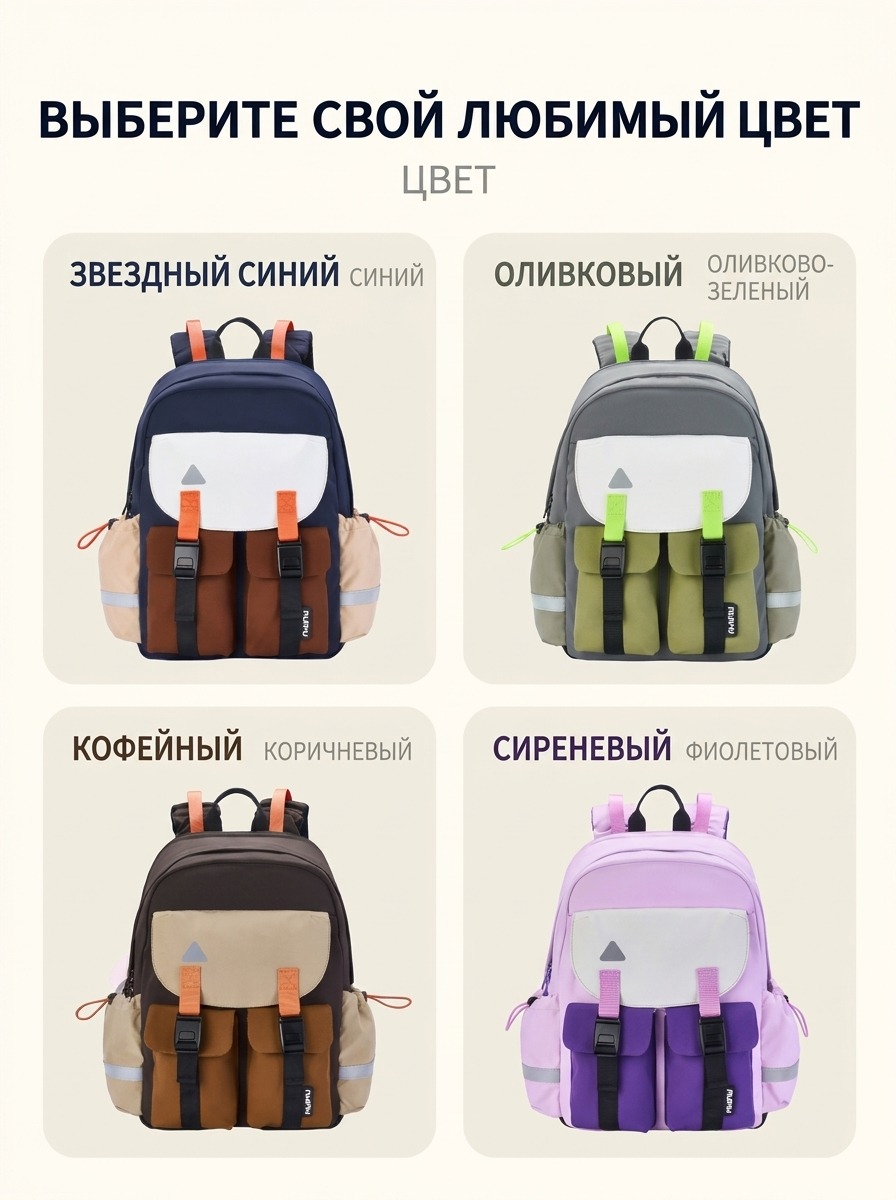 ВЫБЕРИТЕ СВОЙ ЛЮБИМЫЙ ЦВЕТ
ЦВЕТ
ЗВЕЗДНЫЙ СИНИЙ СИНИЙ
ОЛИВКОВЫЙ ОЛИВКОВО-
ЗЕЛЕНЫЙ
КОФЕЙНЫЙ КОРИЧНЕВЫЙ
СИРЕНЕВЫЙ ФИОЛЕТОВЫЙ